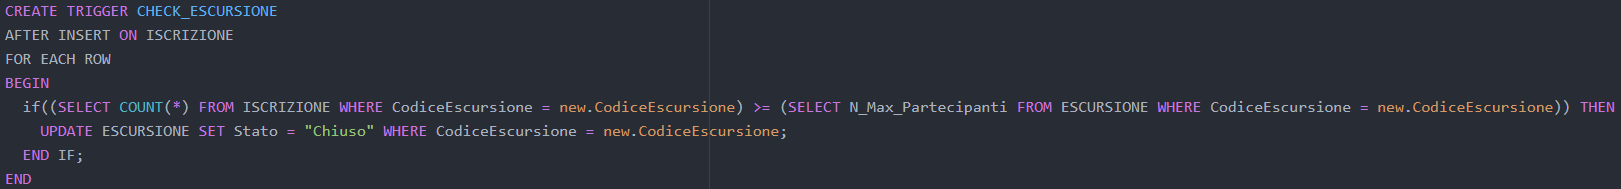 CREATE TRIGGER CHECK_ESCURSIONE
AFTER INSERT ON ISCRIZIONE
FOR EACH ROW
BEGIN
  if((SELECT COUNT(*) FROM ISCRIZIONE WHERE CodiceEscursione = new.CodiceEscursione) >= (SELECT N_Max_Partecipanti FROM ESCURSIONE WHERE CodiceEscursione = new.CodiceEscursione)) THEN
    UPDATE ESCURSIONE SET Stato = "Chiuso" WHERE CodiceEscursione = new.CodiceEscursione;
  END IF;
END